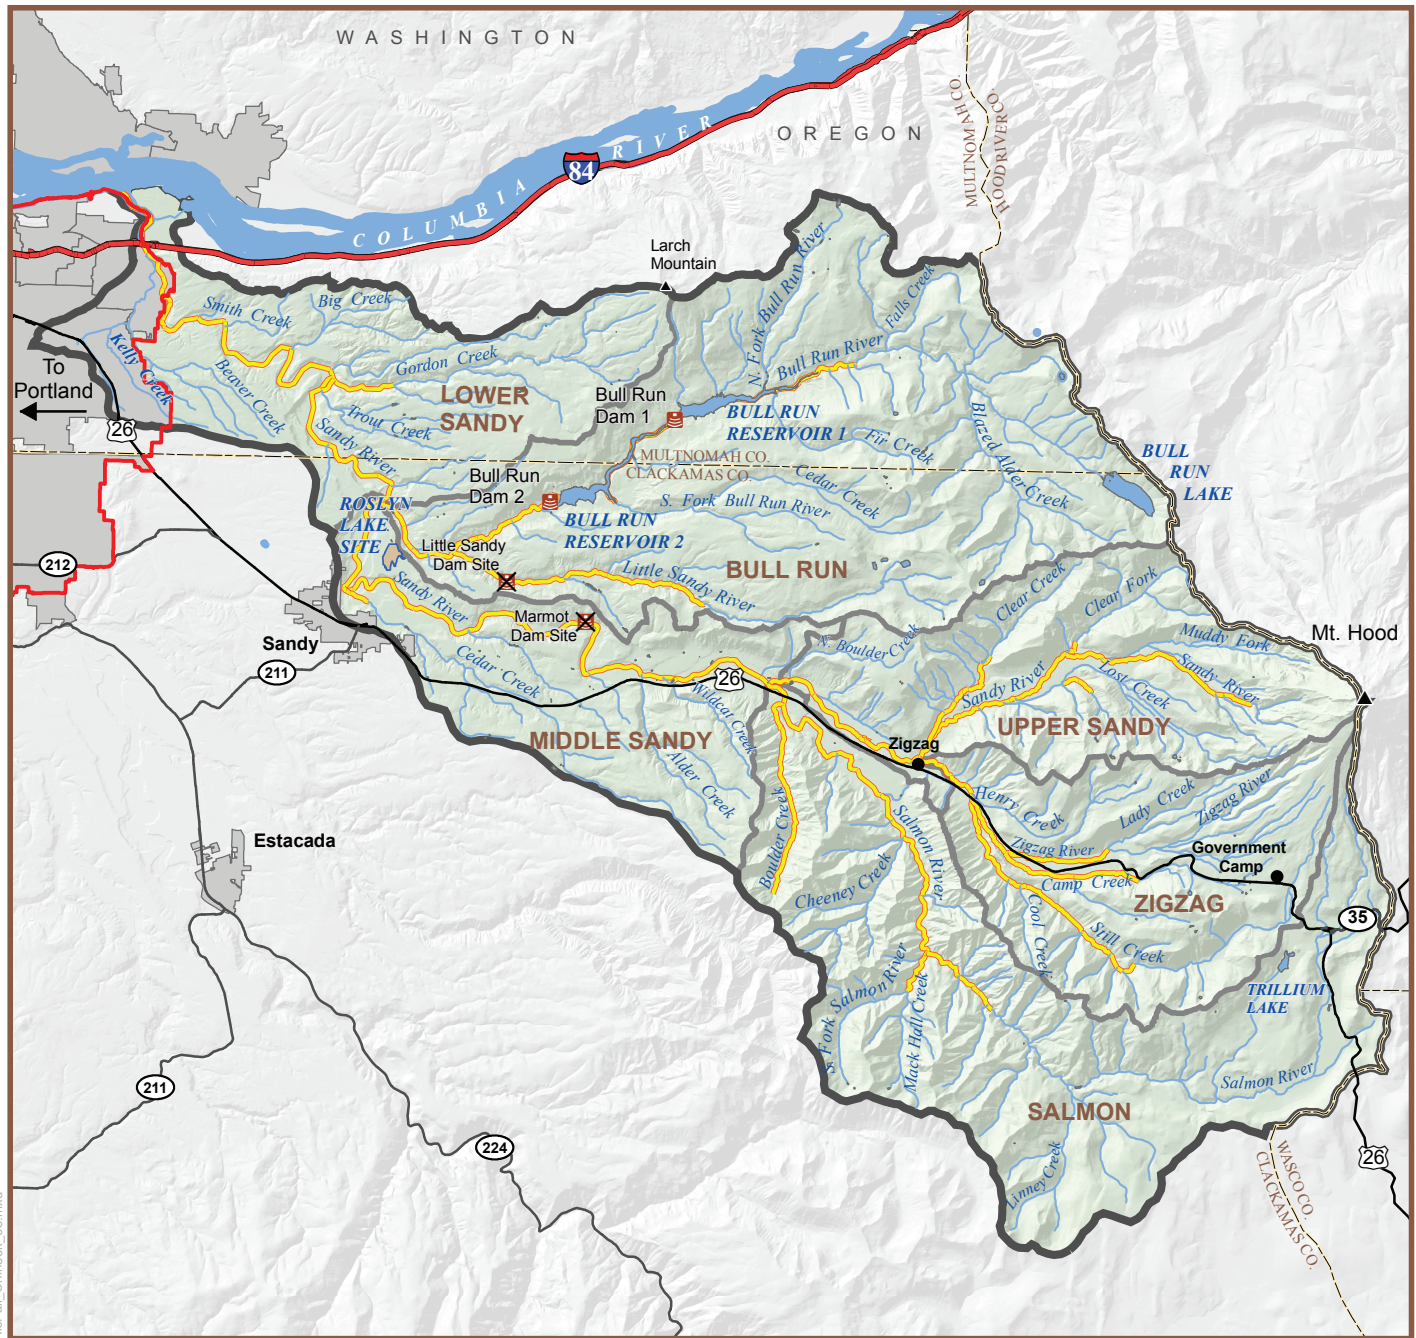 WASHINGTON
OREGON
COLUMBIA RIVER
84
MULTNOMAH CO.
HOOD RIVER CO.
Larch
Mountain
N. Fork Bull Run River
Falls Creek
Bull Run River
Smith Creek
Big Creek
Gordon Creek
Kelly Creek
Beaver Creek
To
Portland
26
LOWER
SANDY
Trout Creek
Sandy River
Bull Run
Dam 1
BULL RUN
RESERVOIR 1
Fir Creek
Blazed Alder Creek
MULTNOMAH CO.
CLACKAMAS CO.
BULL
RUN
LAKE
Bull Run
Dam 2
Cedar Creek
S. Fork Bull Run River
BULL RUN
RESERVOIR 2
ROSLYN
LAKE
SITE
Little Sandy
Dam Site
BULL RUN
Little Sandy River
212
Sandy River
Marmot
Dam Site
Clear Creek
Clear Fork
Muddy Fork
Mt. Hood
N. Boulder Creek
Sandy
211
Cedar Creek
26
Sandy River
Lost Creek
Sandy River
Wildcat Creek
UPPER SANDY
MIDDLE SANDY
Alder Creek
Zigzag
Henry Creek
Lady Creek
Zigzag River
Boulder Creek
Salmon River
Zigzag River
Government
Camp
Estacada
Cheeney Creek
Camp Creek
Cool Creek
ZIGZAG
35
Still Creek
S. Fork Salmon River
Mack Hall Creek
TRILLIUM
LAKE
211
Salmon River
SALMON
224
Linney Creek
26
WASCO CO.
CLACKAMAS CO.